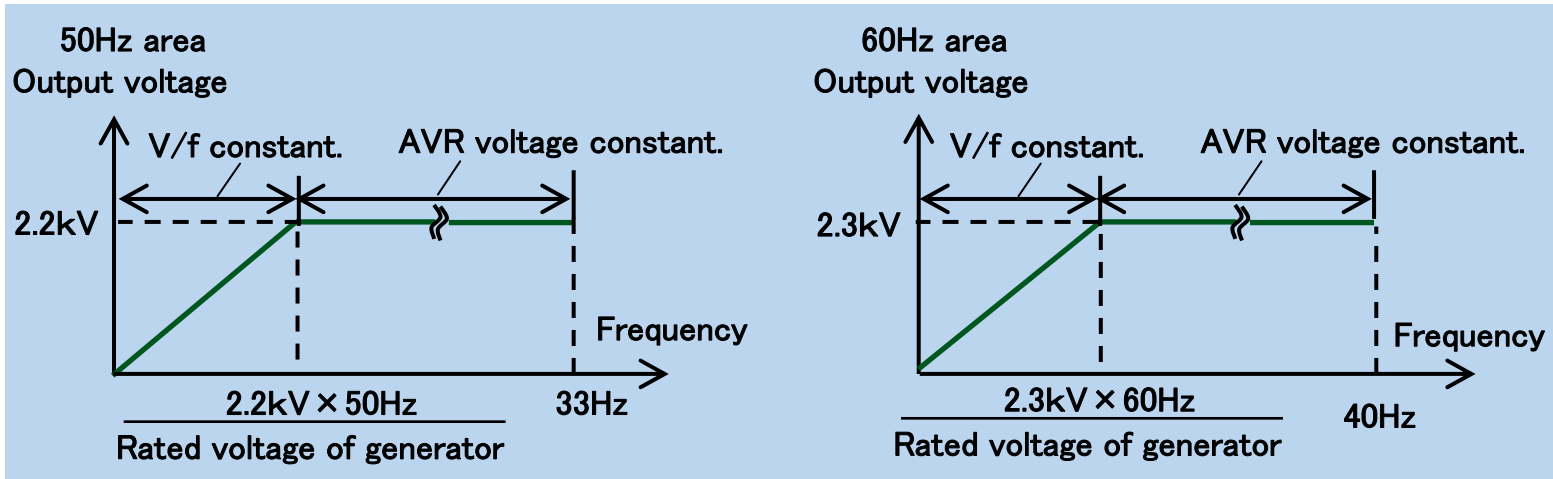 50Hz area
Output voltage
V/f constant.
AVR voltage constant.
2.2kV
Frequency
2.2kV×50Hz
Rated voltage of generator
33Hz
60Hz area
Output voltage
V/f constant.
AVR voltage constant.
2.3kV
Frequency
2.3kV×60Hz
Rated voltage of generator
40Hz